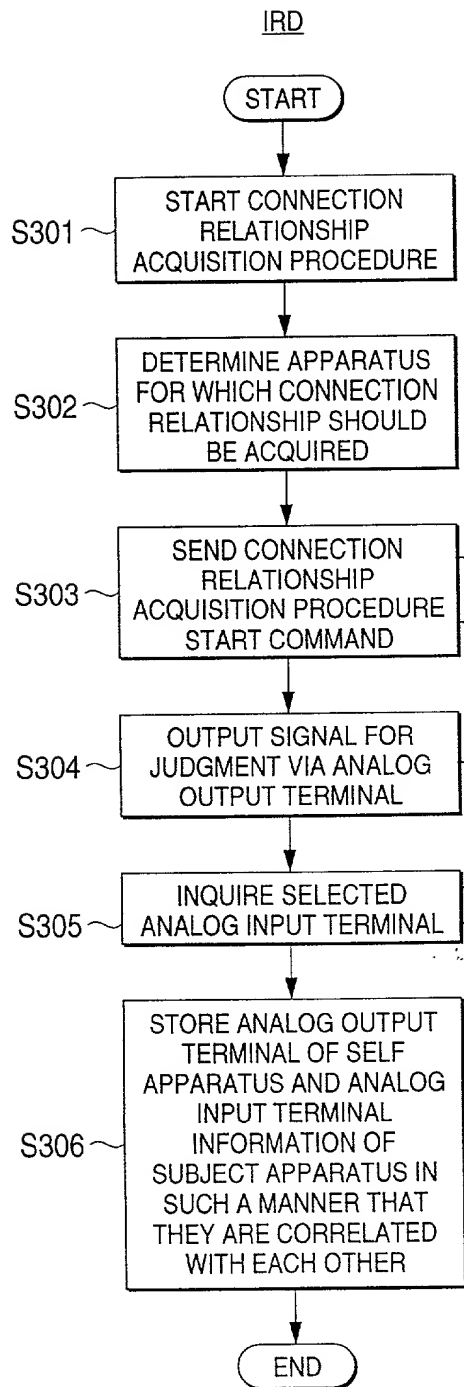 IRD
START
S301
START CONNECTION
RELATIONSHIP
ACQUISITION PROCEDURE
S302
DETERMINE APPARATUS
FOR WHICH CONNECTION
RELATIONSHIP SHOULD
BE ACQUIRED
S303
SEND CONNECTION
RELATIONSHIP
ACQUISITION PROCEDURE
START COMMAND
S304
OUTPUT SIGNAL FOR
JUDGMENT VIA ANALOG
OUTPUT TERMINAL
S305
INQUIRE SELECTED
ANALOG INPUT TERMINAL
S306
STORE ANALOG OUTPUT
TERMINAL OF SELF
APPARATUS AND ANALOG
INPUT TERMINAL
INFORMATION OF
SUBJECT APPARATUS IN
SUCH A MANNER THAT
THEY ARE CORRELATED
WITH EACH OTHER
END